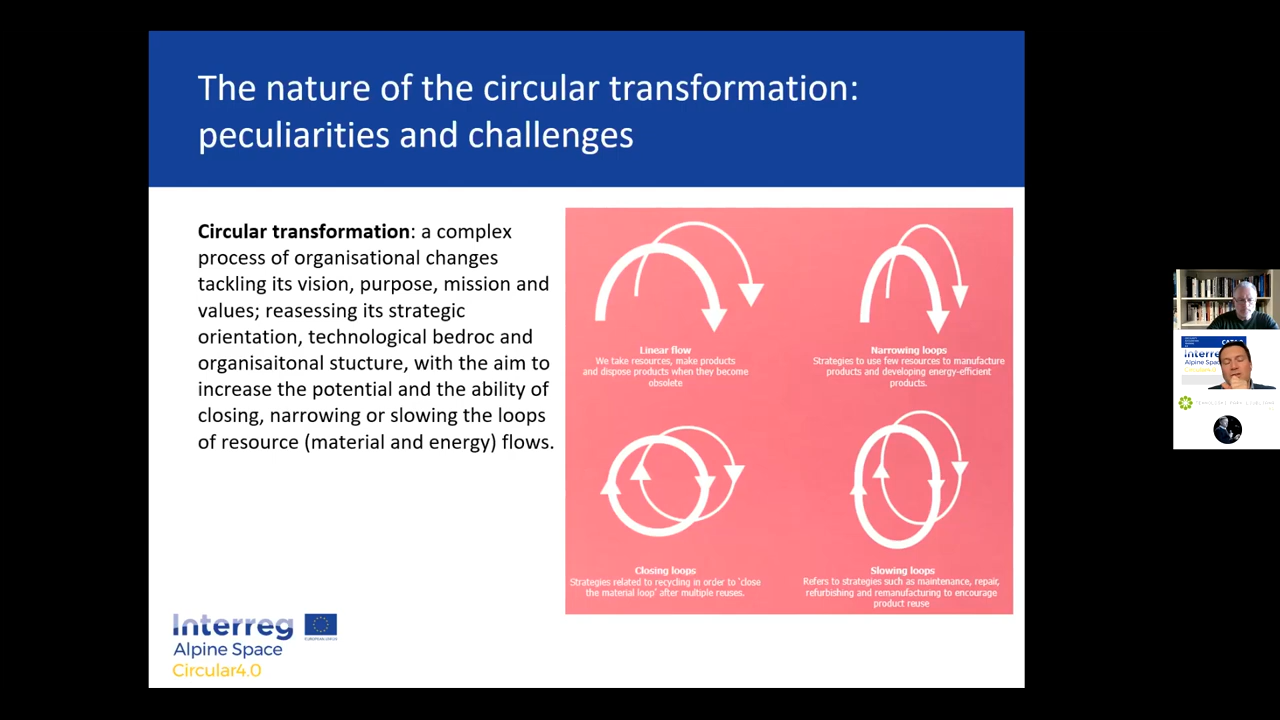 The nature of the circular transformation:
peculiarities and challenges
Circular transformation: a complex
process of organisational changes
tackling its vision, purpose, mission and
values; reasessing its strategic
orientation, technological bedroc and
organisaitonal stucture, with the aim to
increase the potential and the ability of
closing, narrowing or slowing the loops
of resource (material and energy) flows.
Linear flow
We take resources, make products
and dispose products when they become
obsolete
Narrowing loops
Strategies to use few resources to manufacture
products and developing energy-efficient
products.
Closing loops
Strategies related to recycling in order to 'close
the material loop' after multiple reuses.
Slowing loops
Refers to strategies such as maintenance, repair,
refurbishing and remanufacturing to encourage
product reuse
Interreg
EUROPEAN UNION
Alpine Space
Circular4.0
Interreg
Alpine Spac